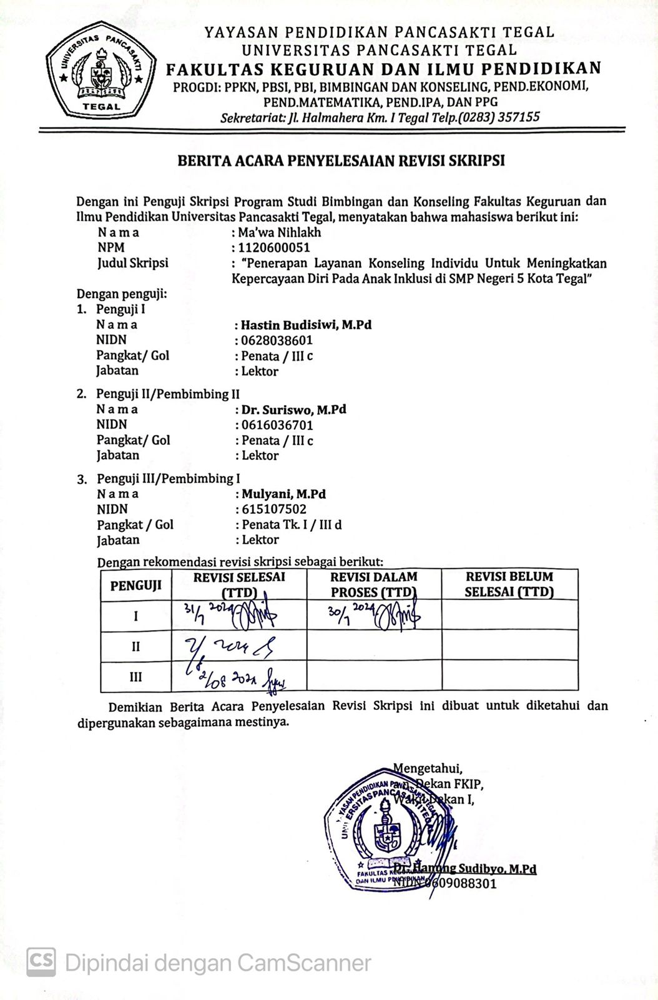 UNIVERSITAS PANCASAKTI
TEGAL
YAYASAN PENDIDIKAN PANCASAKTI TEGAL
UNIVERSITAS PANCASAKTI TEGAL
FAKULTAS KEGURUAN DAN ILMU PENDIDIKAN
PROGDI: PPKN, PBSI, PBI, BIMBINGAN DAN KONSELING, PEND.EKONOMI,
PEND.MATEMATIKA, PEND.IPA, DAN PPG
Sekretariat: Jl. Halmahera Km. I Tegal Telp.(0283) 357155
BERITA ACARA PENYELESAIAN REVISI SKRIPSI
Dengan ini Penguji Skripsi Program Studi Bimbingan dan Konseling Fakultas Keguruan dan
Ilmu Pendidikan Universitas Pancasakti Tegal, menyatakan bahwa mahasiswa berikut ini:
N a m a : Ma'wa Nihlakh
NPM : 1120600051
Judul Skripsi : "Penerapan Layanan Konseling Individu Untuk Meningkatkan
Kepercayaan Diri Pada Anak Inklusi di SMP Negeri 5 Kota Tegal"
Dengan penguji:
1. Penguji I
N a m a : Hastin Budisiwi, M.Pd
NIDN : 0628038601
Pangkat/ Gol : Penata / III c
Jabatan : Lektor
2. Penguji II/Pembimbing II
N a m a : Dr. Suriswo, M.Pd
NIDN : 0616036701
Pangkat/ Gol : Penata / III c
Jabatan : Lektor
3. Penguji III/Pembimbing I
N a m a : Mulyani, M.Pd
NIDN : 615107502
Pangkat / Gol : Penata Tk. I / III d
Jabatan : Lektor
Dengan rekomendasi revisi skripsi sebagai berikut:
PENGUJI REVISI SELESAI (TTD) REVISI DALAM PROSES (TTD) REVISI BELUM SELESAI (TTD)
I 31/7 2024 30/7 2024
II 2/8 2024
III 2/08 2024
Demikian Berita Acara Penyelesaian Revisi Skripsi ini dibuat untuk diketahui dan
dipergunakan sebagaimana mestinya.
Mengetahui,
a.n. Dekan FKIP,
Wakil Dekan I,
YAYASAN PENDIDIKAN PANCASAKTI TEGAL
UNIVERSITAS PANCASAKTI TEGAL
FAKULTAS KEGURUAN
DAN ILMU PENDIDIKAN
Dr. Hanung Sudibyo, M.Pd
NIDN 0609088301
CS Dipindai dengan CamScanner